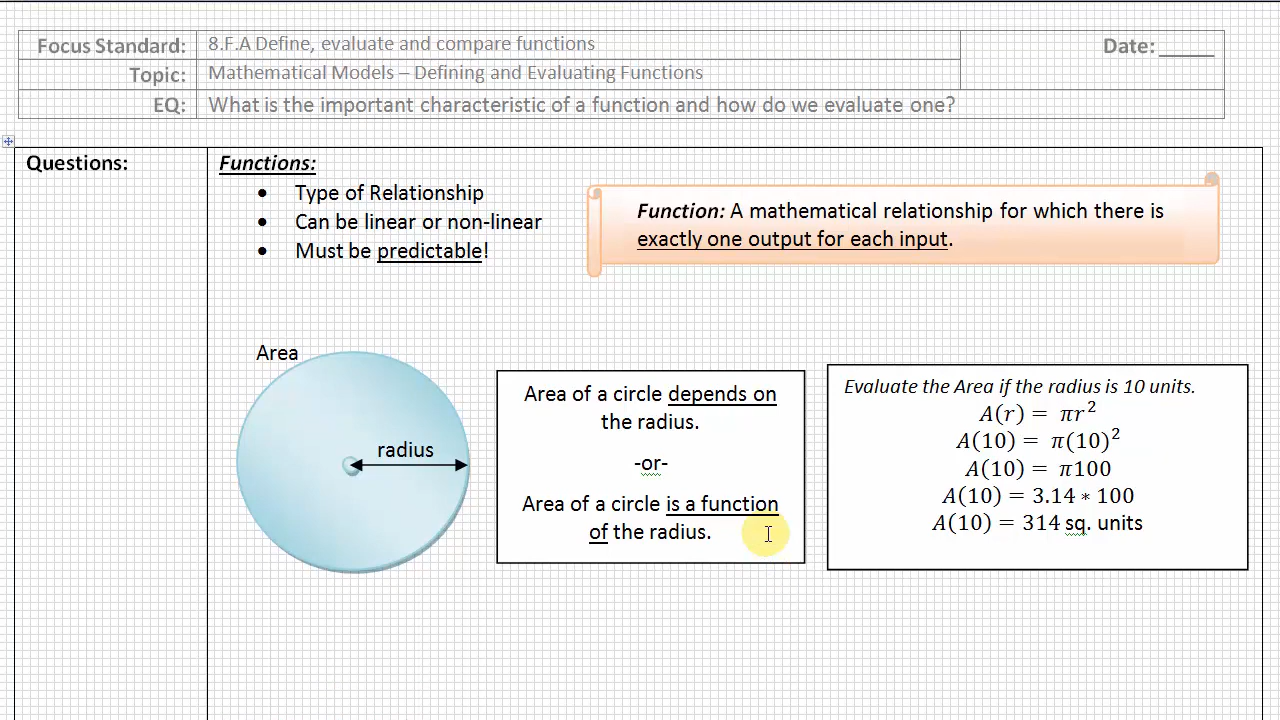 Focus Standard: 8.F.A Define, evaluate and compare functions Date: _____
Topic: Mathematical Models – Defining and Evaluating Functions
EQ: What is the important characteristic of a function and how do we evaluate one?
Questions:
Functions:
• Type of Relationship
• Can be linear or non-linear
• Must be predictable!
Function: A mathematical relationship for which there is
exactly one output for each input.
Area
radius
Area of a circle depends on
the radius.
-or-
Area of a circle is a function
of the radius.
Evaluate the Area if the radius is 10 units.
A(r) = πr²
A(10) = π(10)²
A(10) = π100
A(10) = 3.14 * 100
A(10) = 314 sq. units